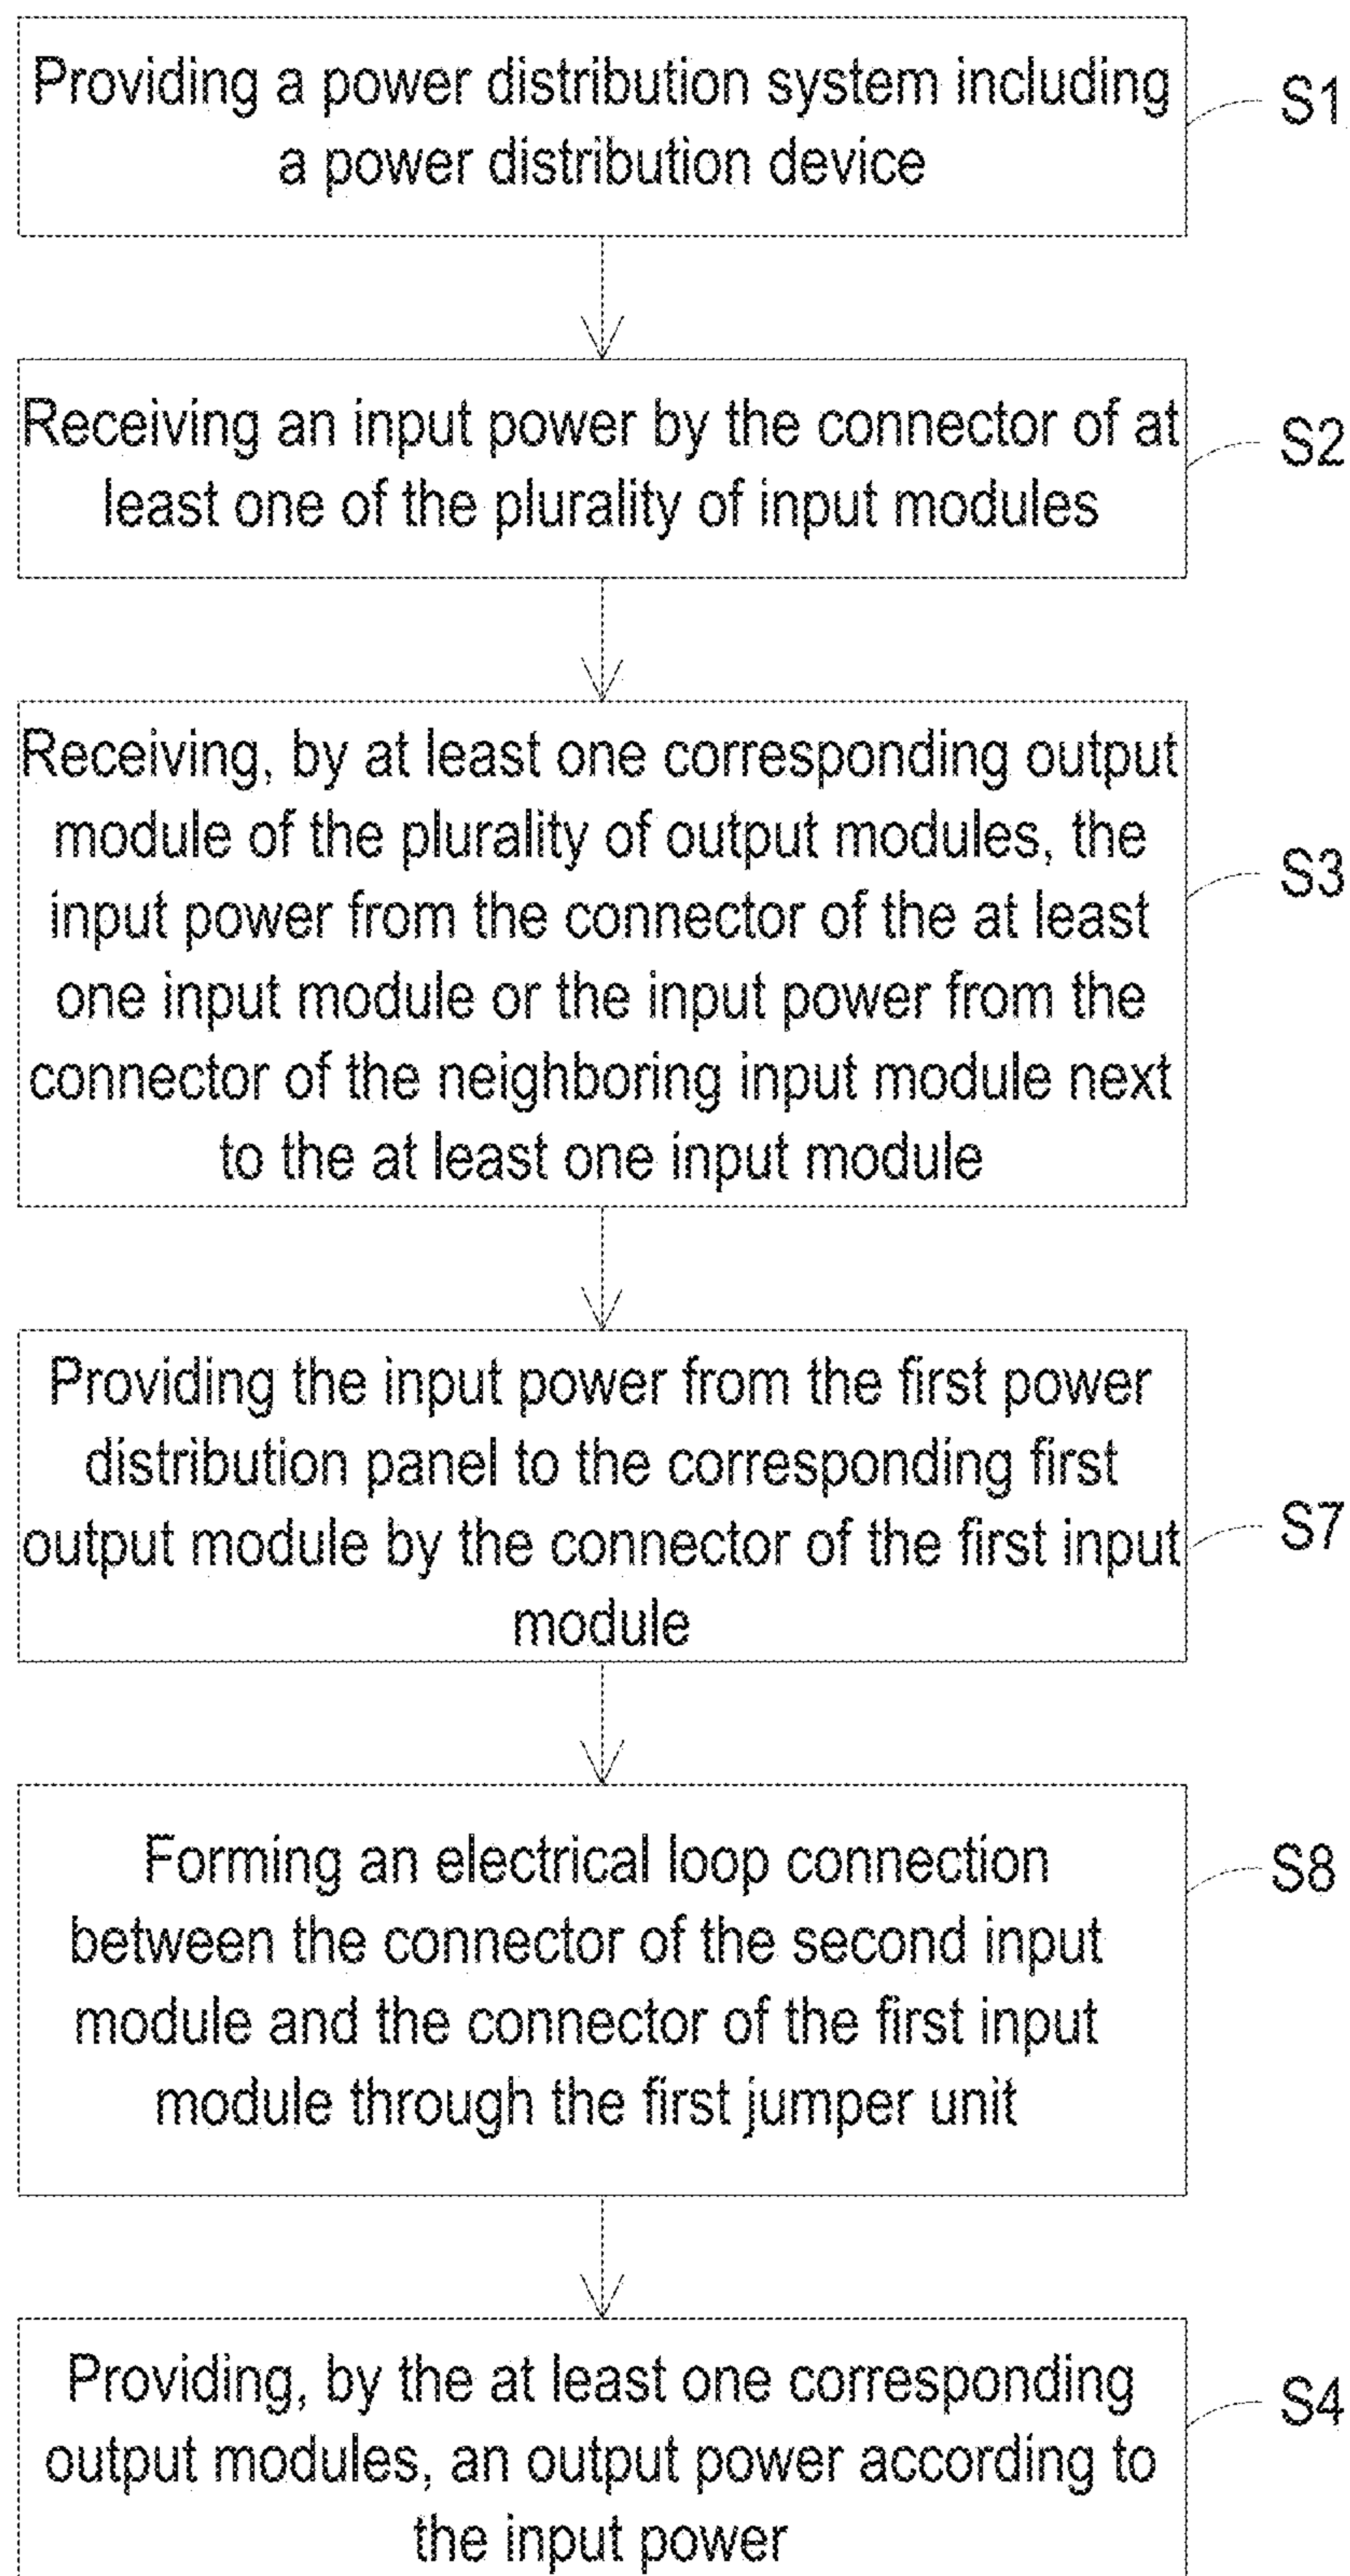 Providing a power distribution system including
a power distribution device
S1
Receiving an input power by the connector of at
least one of the plurality of input modules
S2
Receiving, by at least one corresponding output
module of the plurality of output modules, the
input power from the connector of the at least
one input module or the input power from the
connector of the neighboring input module next
to the at least one input module
S3
Providing the input power from the first power
distribution panel to the corresponding first
output module by the connector of the first input
module
S7
Forming an electrical loop connection
between the connector of the second input
module and the connector of the first input
module through the first jumper unit
S8
Providing, by the at least one corresponding
output modules, an output power according to
the input power
S4